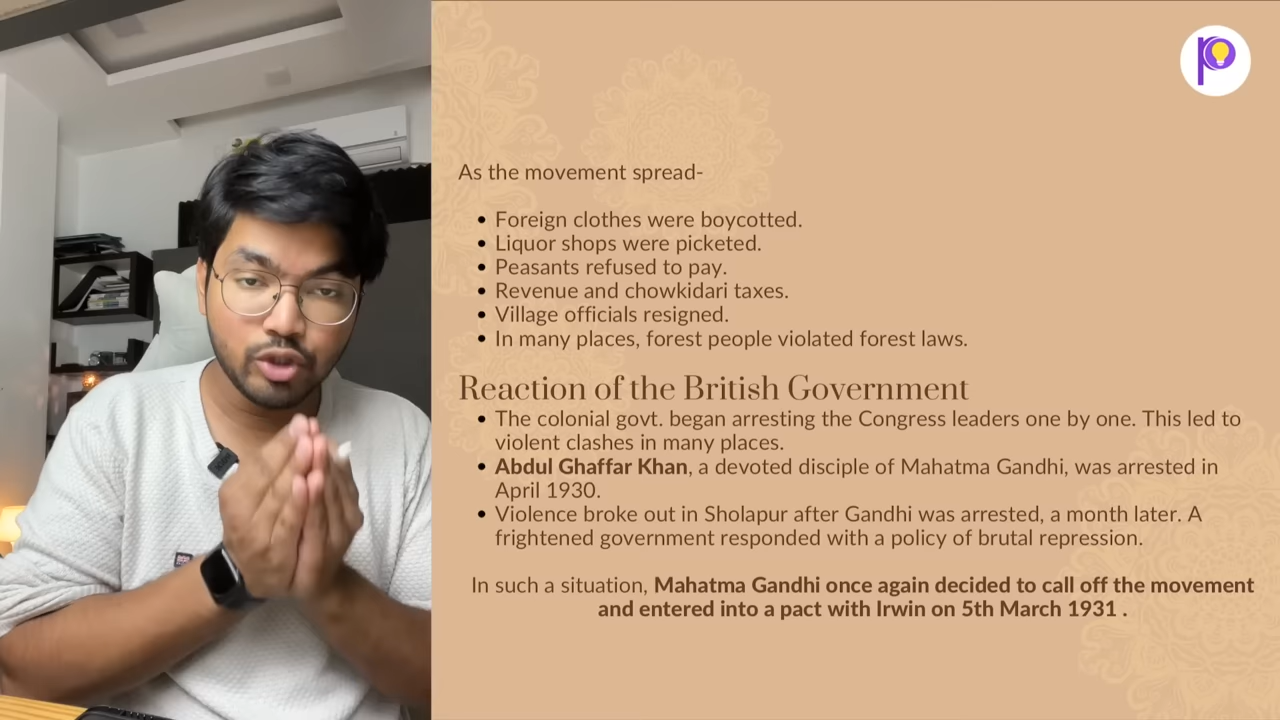 As the movement spread-
• Foreign clothes were boycotted.
• Liquor shops were picketed.
• Peasants refused to pay.
• Revenue and chowkidari taxes.
• Village officials resigned.
• In many places, forest people violated forest laws.
Reaction of the British Government
• The colonial govt. began arresting the Congress leaders one by one. This led to
violent clashes in many places.
• Abdul Ghaffar Khan, a devoted disciple of Mahatma Gandhi, was arrested in
April 1930.
• Violence broke out in Sholapur after Gandhi was arrested, a month later. A
frightened government responded with a policy of brutal repression.
In such a situation, Mahatma Gandhi once again decided to call off the movement
and entered into a pact with Irwin on 5th March 1931 .